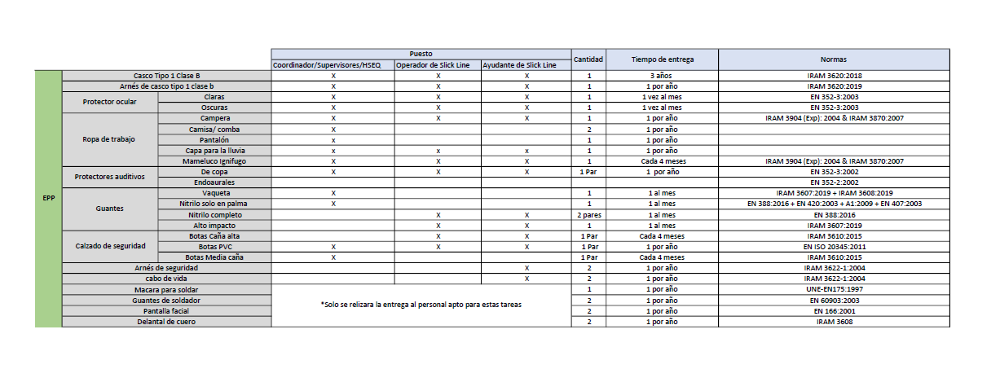 Puesto
Cantidad Tiempo de entrega Normas
Coordinador/Supervisores/HSEQ Operador de Slick Line Ayudante de Slick Line
EPP
Casco Tipo 1 Clase B X X X 1 3 años IRAM 3620:2018
Arnés de casco tipo 1 clase b X X X 1 1 por año IRAM 3620:2019
Protector ocular
Claras X X X 1 1 vez al mes EN 352-3:2003
Oscuras X X X 1 1 vez al mes EN 352-3:2003
Ropa de trabajo
Campera X X X 1 1 por año IRAM 3904 (Exp): 2004 & IRAM 3870:2007
Camisa/ comba X 2 1 por año
Pantalón x 1 1 por año
Capa para la lluvia x x x 1 1 por año
Mameluco Ignifugo X X X 1 Cada 4 meses IRAM 3904 (Exp): 2004 & IRAM 3870:2007
Protectores auditivos
De copa X X X 1 Par 1 por año EN 352-3:2002
Endoaurales EN 352-2:2002
Guantes
Vaqueta X 1 1 al mes IRAM 3607:2019 + IRAM 3608:2019
Nitrilo solo en palma X 1 1 al mes EN 388:2016 + EN 420:2003 + A1:2009 + EN 407:2003
Nitrilo completo X X 2 pares 1 al mes EN 388:2016
Alto impacto X X 1 1 al mes IRAM 3607:2019
Calzado de seguridad
Botas Caña alta X X 1 Par Cada 4 meses IRAM 3610:2015
Botas PVC X X X 1 Par 1 por año EN ISO 20345:2011
Botas Media caña X 1 Par Cada 4 meses IRAM 3610:2015
Arnés de seguridad X 2 1 por año IRAM 3622-1:2004
cabo de vida X 2 1 por año IRAM 3622-1:2004
Macara para soldar 1 1 por año UNE-EN175:1997
Guantes de soldador 2 1 por año EN 60903:2003
*Solo se relizara la entrega al personal apto para estas tareas
Pantalla facial 2 1 por año EN 166:2001
Delantal de cuero 2 1 por año IRAM 3608